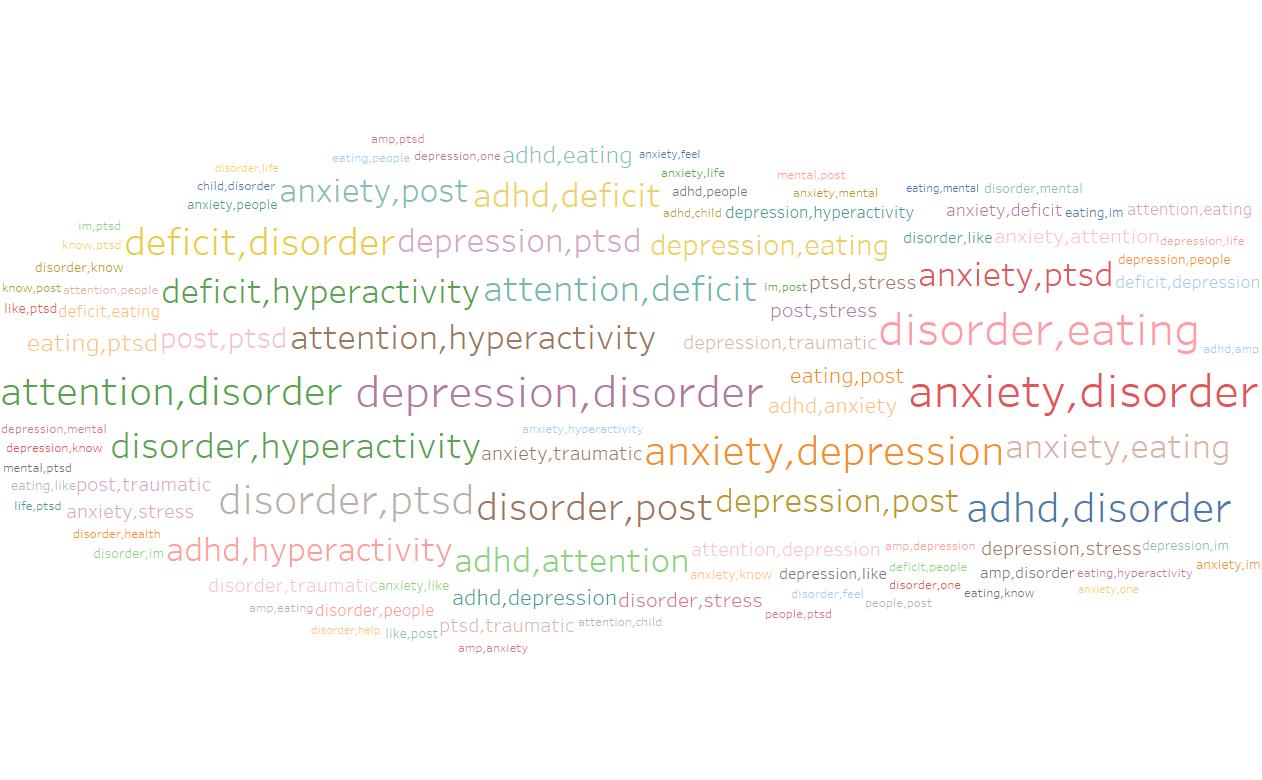 amp,ptsd
eating,people depression,one adhd,eating anxiety,feel
disorder,life anxiety,life mental,post
child,disorder anxiety,post adhd,deficit adhd,people anxiety,mental eating,mental disorder,mental
anxiety,people adhd,child depression,hyperactivity anxiety,deficit eating,im attention,eating
im,ptsd
know,ptsd deficit,disorder depression,ptsd depression,eating disorder,like anxiety,attention depression,life
disorder,know depression,people
know,post attention,people deficit,hyperactivity attention,deficit im,post ptsd,stress anxiety,ptsd deficit,depression
like,ptsd deficit,eating post,stress
eating,ptsd post,ptsd attention,hyperactivity depression,traumatic disorder,eating adhd,amp
attention,disorder depression,disorder eating,post anxiety,disorder
adhd,anxiety
depression,mental anxiety,hyperactivity
depression,know disorder,hyperactivity anxiety,traumatic anxiety,depression anxiety,eating
mental,ptsd
eating,like post,traumatic
life,ptsd anxiety,stress disorder,ptsd disorder,post depression,post adhd,disorder
disorder,health
disorder,im adhd,hyperactivity adhd,attention attention,depression amp,depression depression,stress depression,im
anxiety,know depression,like deficit,people amp,disorder eating,hyperactivity anxiety,im
disorder,traumatic anxiety,like disorder,one
adhd,depression disorder,stress disorder,feel eating,know anxiety,one
amp,eating disorder,people people,ptsd people,post
disorder,help like,post ptsd,traumatic attention,child
amp,anxiety